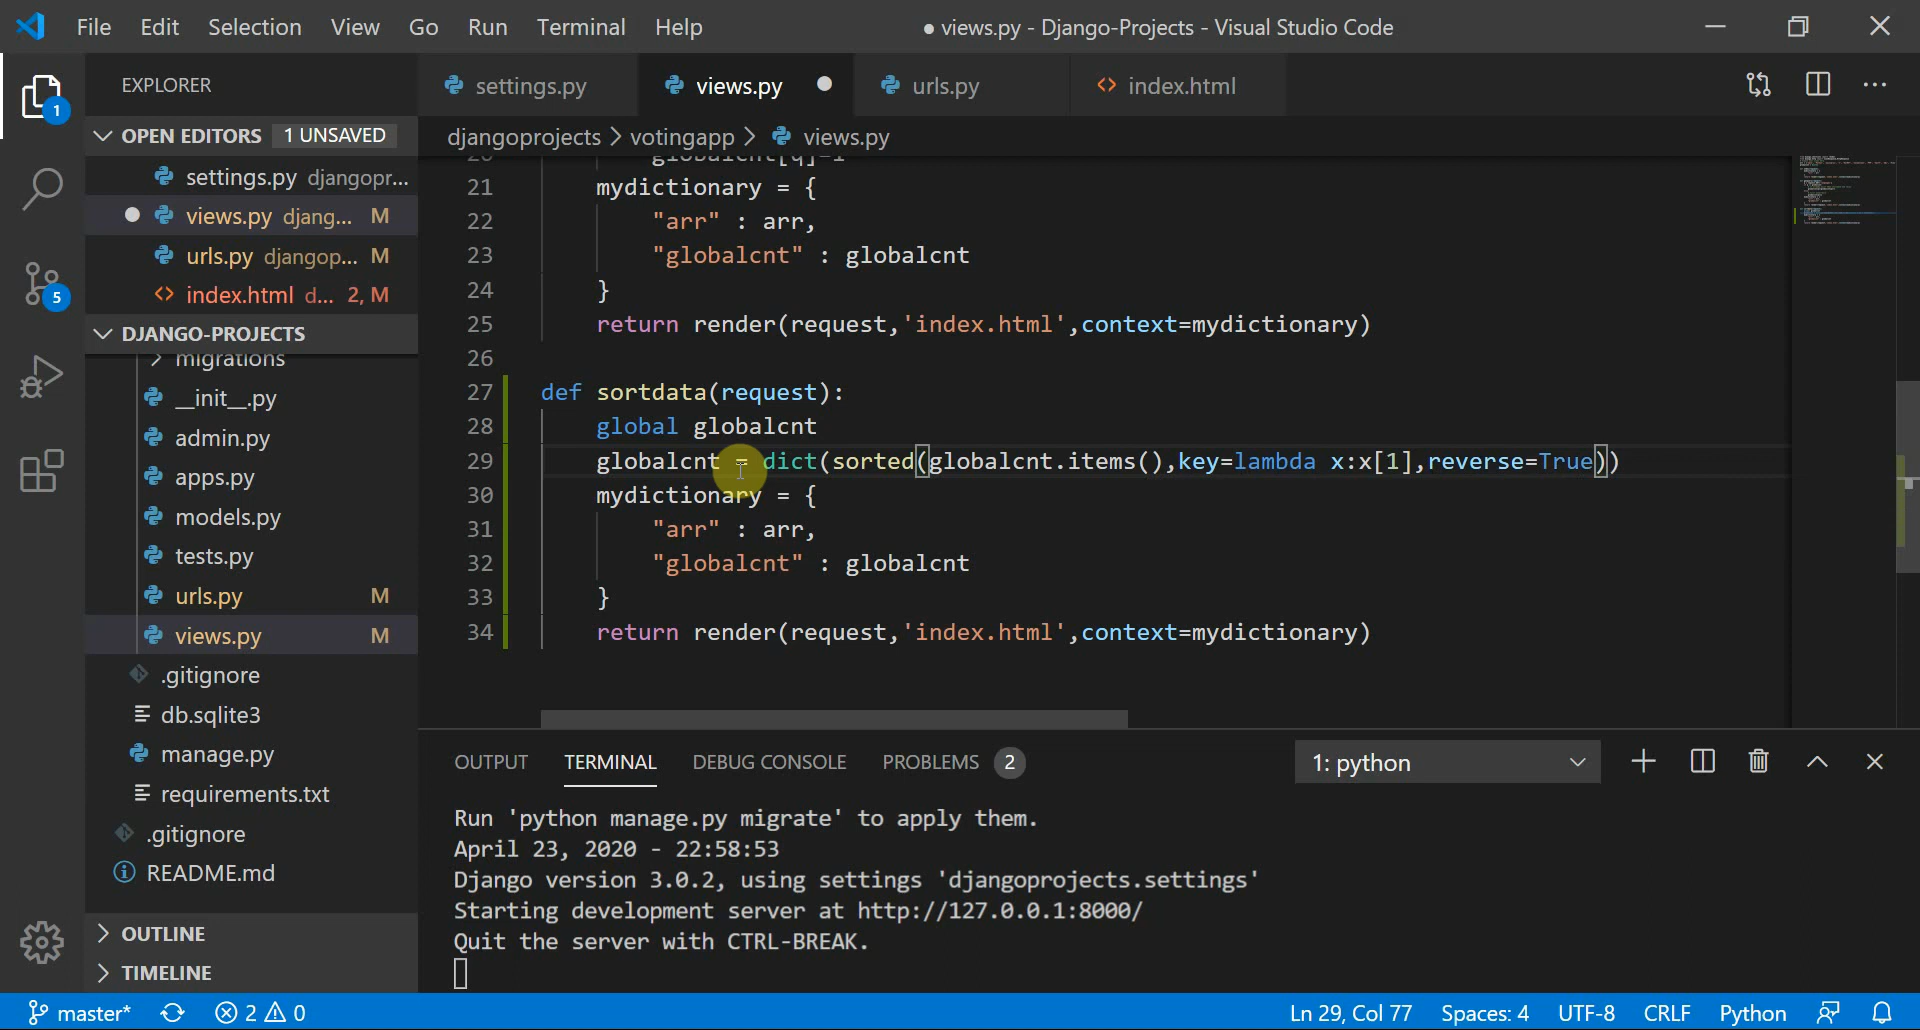 File Edit Selection View Go Run Terminal Help
● views.py - Django-Projects - Visual Studio Code
EXPLORER
settings.py
views.py
urls.py
<> index.html
1
OPEN EDITORS 1 UNSAVED
djangoprojects > votingapp > views.py
settings.py djangopr...
views.py djang... M
urls.py djangop... M
<> index.html d... 2, M
5
DJANGO-PROJECTS
migrations
__init__.py
admin.py
apps.py
models.py
tests.py
urls.py M
views.py M
.gitignore
db.sqlite3
manage.py
requirements.txt
.gitignore
README.md
OUTLINE
TIMELINE
20 globalcnt[q]=1
21 mydictionary = {
22 "arr" : arr,
23 "globalcnt" : globalcnt
24 }
25 return render(request,'index.html',context=mydictionary)
26
27 def sortdata(request):
28 global globalcnt
29 globalcnt = dict(sorted(globalcnt.items(),key=lambda x:x[1],reverse=True))
30 mydictionary = {
31 "arr" : arr,
32 "globalcnt" : globalcnt
33 }
34 return render(request,'index.html',context=mydictionary)
OUTPUT TERMINAL DEBUG CONSOLE PROBLEMS 2
1: python
Run 'python manage.py migrate' to apply them.
April 23, 2020 - 22:58:53
Django version 3.0.2, using settings 'djangoprojects.settings'
Starting development server at http://127.0.0.1:8000/
Quit the server with CTRL-BREAK.
master* 2 0
Ln 29, Col 77 Spaces: 4 UTF-8 CRLF Python